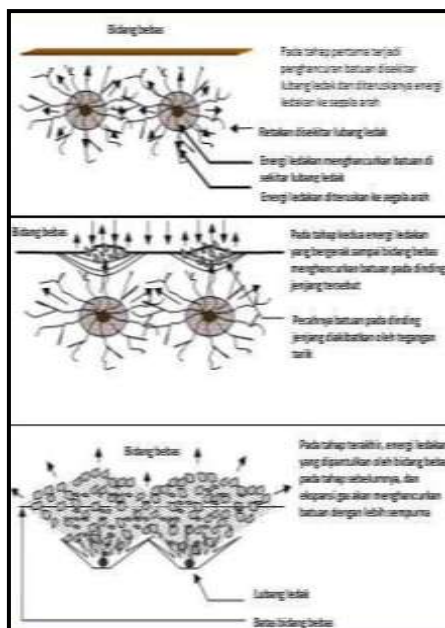 Bidang bebas
Pada tahap pertama terjadi
penghancuran batuan disekitar
lubang ledak dan diteruskanya energi
ledakan ke segala arah
Retakan disekitar lubang ledak
Energi ledakan menghancurkan batuan di
sekitar lubang ledak
Energi ledakan diteruskan ke segala arah
Bidang bebas
Pada tahap kedua energi ledakan
yang bergerak sampai bidang bebas
menghancurkan batuan pada dinding
jenjang tersebut
Pecahnya batuan pada dinding
jenjang diakibatkan oleh tegangan
tarik
Bidang bebas
Pada tahap terakhir, energi ledakan
yang dipantulkan oleh bidang bebas
pada tahap sebelumnya, dan
ekspansi gas akan menghancurkan
batuan dengan lebih sempurna
Lubang ledak
Batas bidang bebas